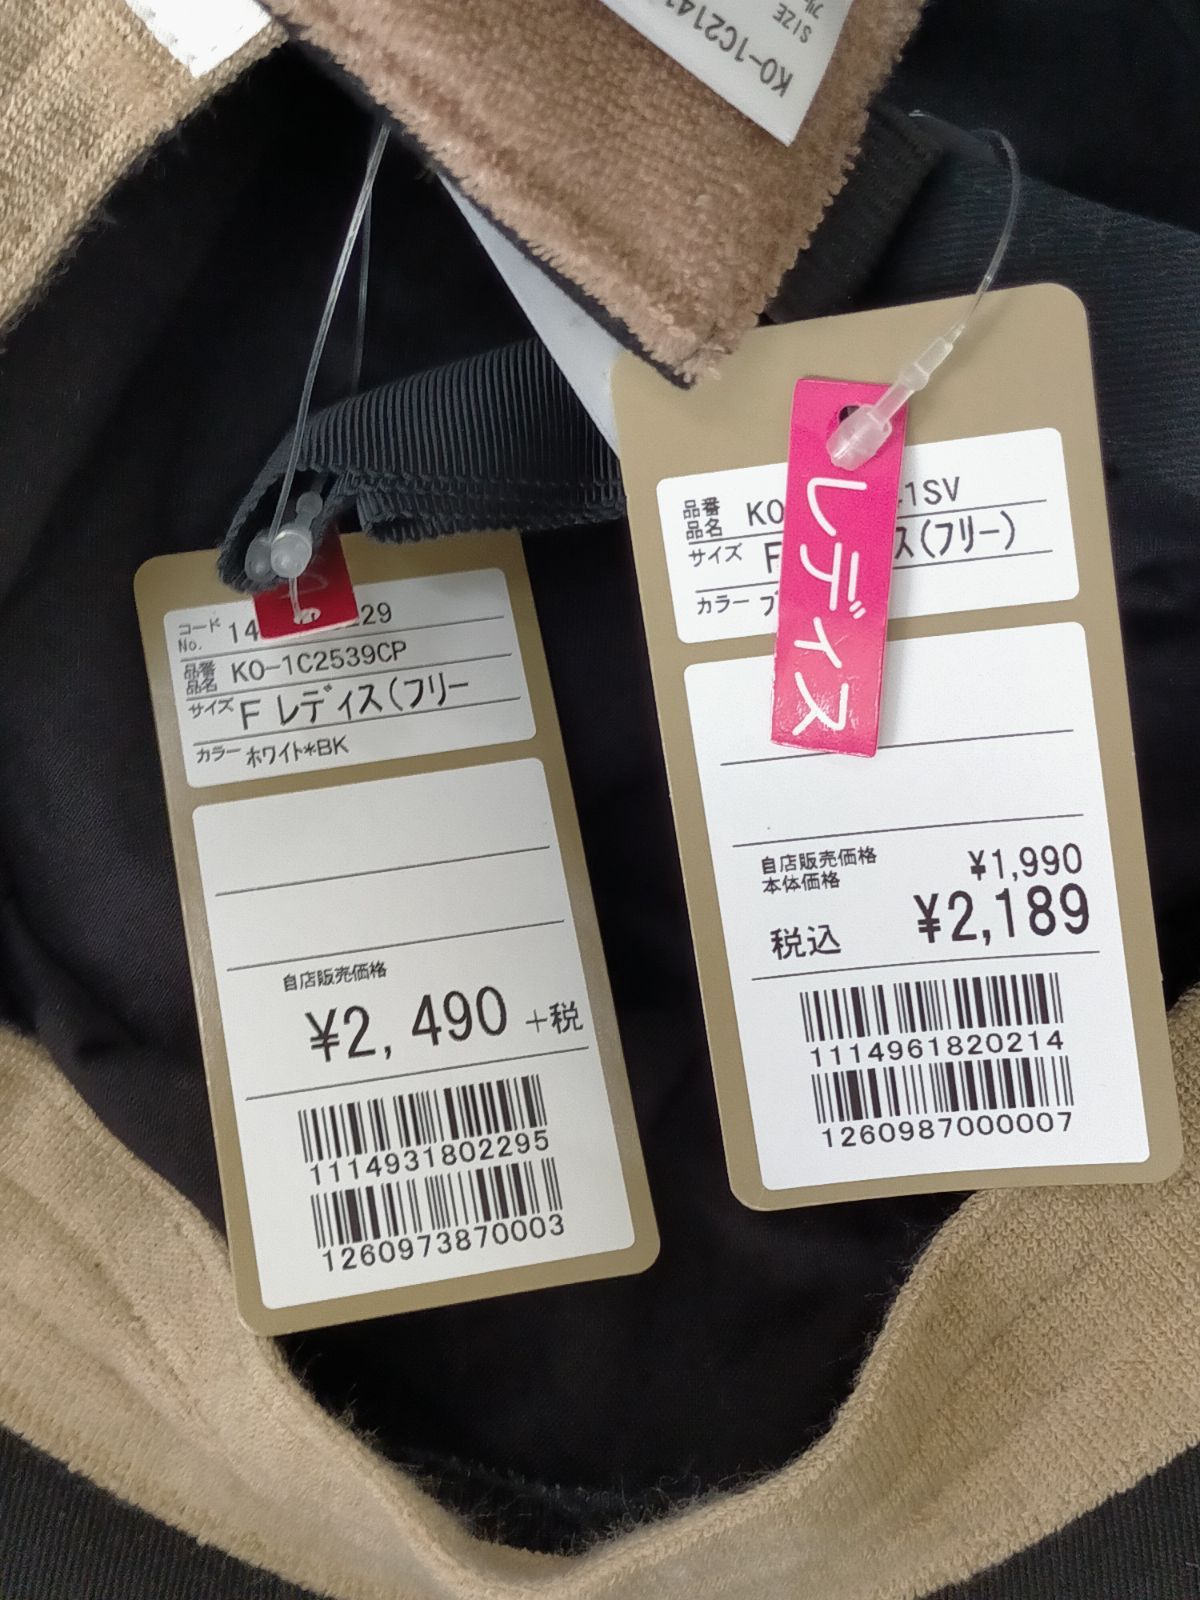 KO-1C2141
SIZE
コード
No.
品番
品名 KO-1C2539CP
サイズ F レディス(フリー
カラー ホワイト*BK
自店販売価格
¥2,490 +税
1114931802295
1260973870003
レディス
品番
品名 KO 1SV
サイズ F ス(フリー)
カラー
自店販売価格
本体価格 ¥1,990
税込 ¥2,189
1114961820214
1260987000007